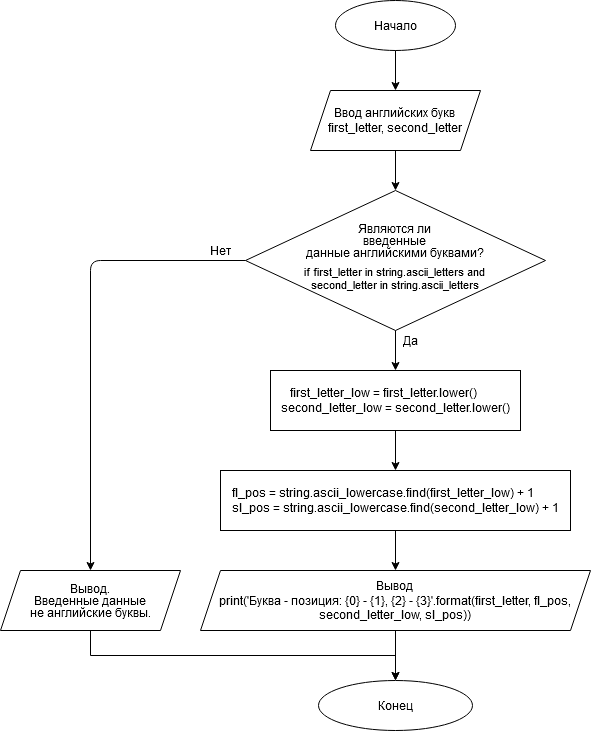 Начало
Ввод английских букв
first_letter, second_letter
Являются ли
введенные
данные английскими буквами?
if first_letter in string.ascii_letters and
second_letter in string.ascii_letters
Нет
Да
first_letter_low = first_letter.lower()
second_letter_low = second_letter.lower()
fl_pos = string.ascii_lowercase.find(first_letter_low) + 1
sl_pos = string.ascii_lowercase.find(second_letter_low) + 1
Вывод.
Введенные данные
не английские буквы.
Вывод
print('Буква - позиция: {0} - {1}, {2} - {3}'.format(first_letter, fl_pos,
second_letter_low, sl_pos))
Конец